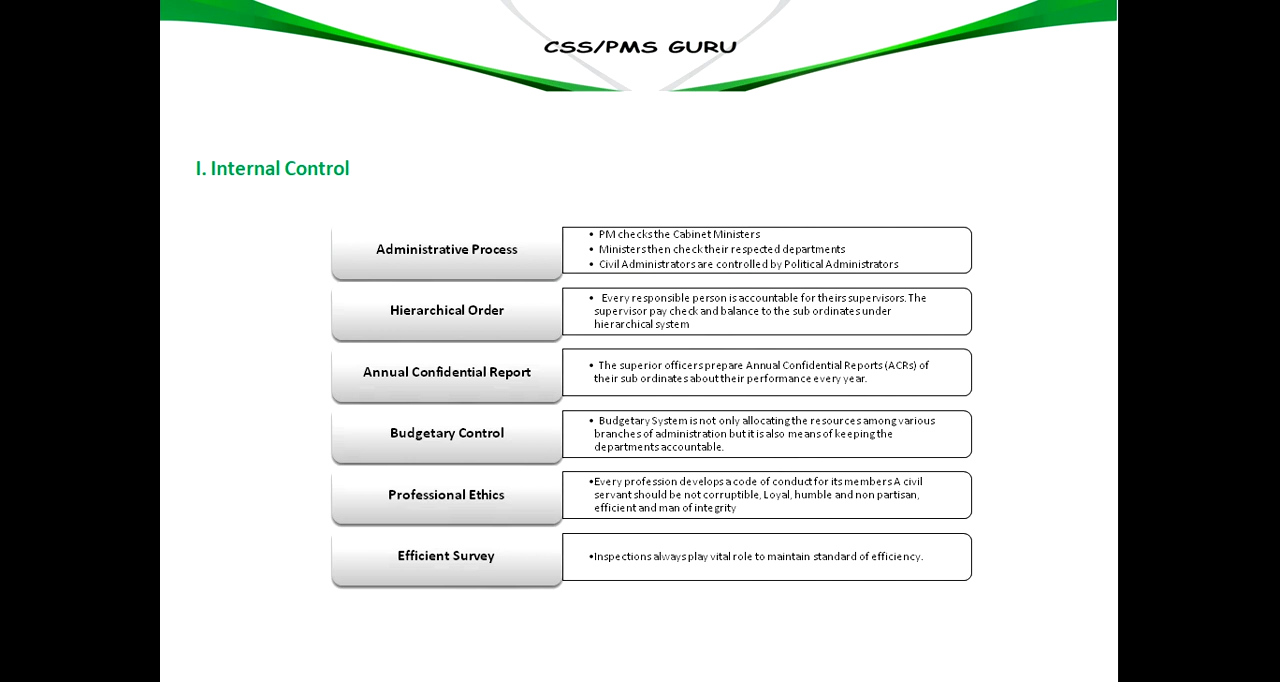 CSS/PMS GURU
I. Internal Control
Administrative Process
• PM checks the Cabinet Ministers
• Ministers then check their respected departments
• Civil Administrators are controlled by Political Administrators
Hierarchical Order
• Every responsible person is accountable for theirs supervisors. The
supervisor pay check and balance to the sub ordinates under
hierarchical system
Annual Confidential Report
• The superior officers prepare Annual Confidential Reports (ACRs) of
their sub ordinates about their performance every year.
Budgetary Control
• Budgetary System is not only allocating the resources among various
branches of administration but it is also means of keeping the
departments accountable.
Professional Ethics
•Every profession develops a code of conduct for its members A civil
servant should be not corruptible, Loyal, humble and non partisan,
efficient and man of integrity
Efficient Survey
•Inspections always play vital role to maintain standard of efficiency.